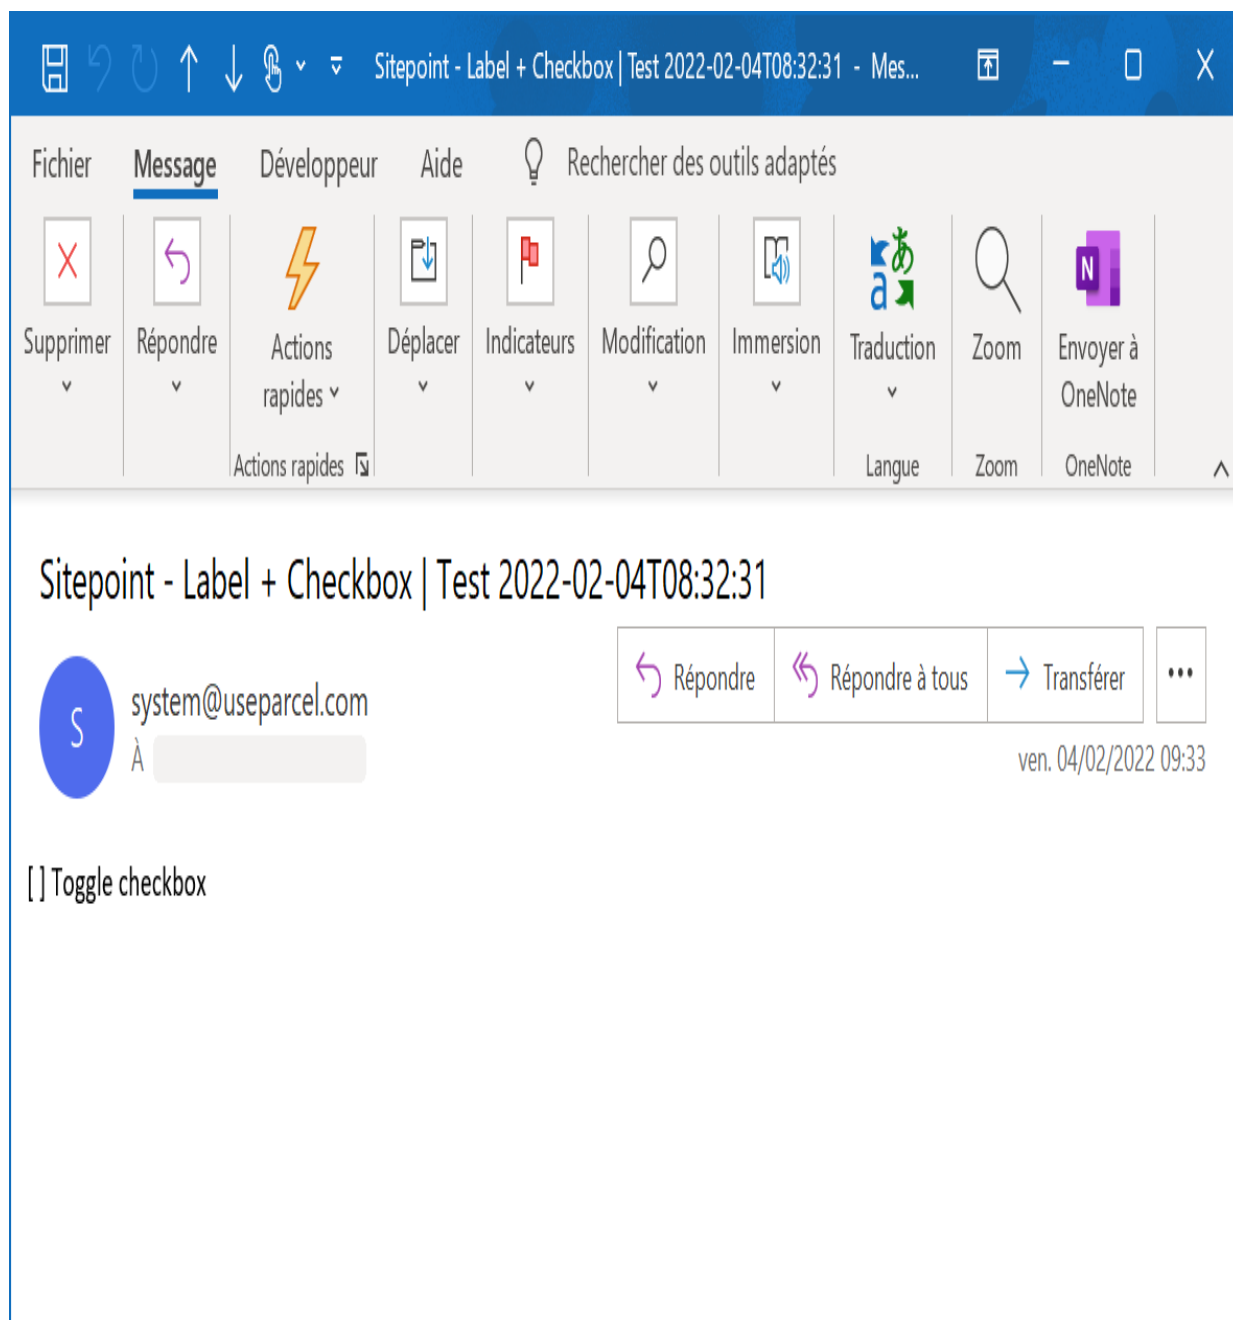 Sitepoint - Label + Checkbox | Test 2022-02-04T08:32:31 - Mes...
Fichier Message Développeur Aide Rechercher des outils adaptés
Supprimer Répondre Actions rapides Déplacer Indicateurs Modification Immersion Traduction Zoom Envoyer à OneNote
Actions rapides Langue Zoom OneNote
Sitepoint - Label + Checkbox | Test 2022-02-04T08:32:31
Répondre Répondre à tous Transférer
S
system@useparcel.com
À
ven. 04/02/2022 09:33
[ ] Toggle checkbox